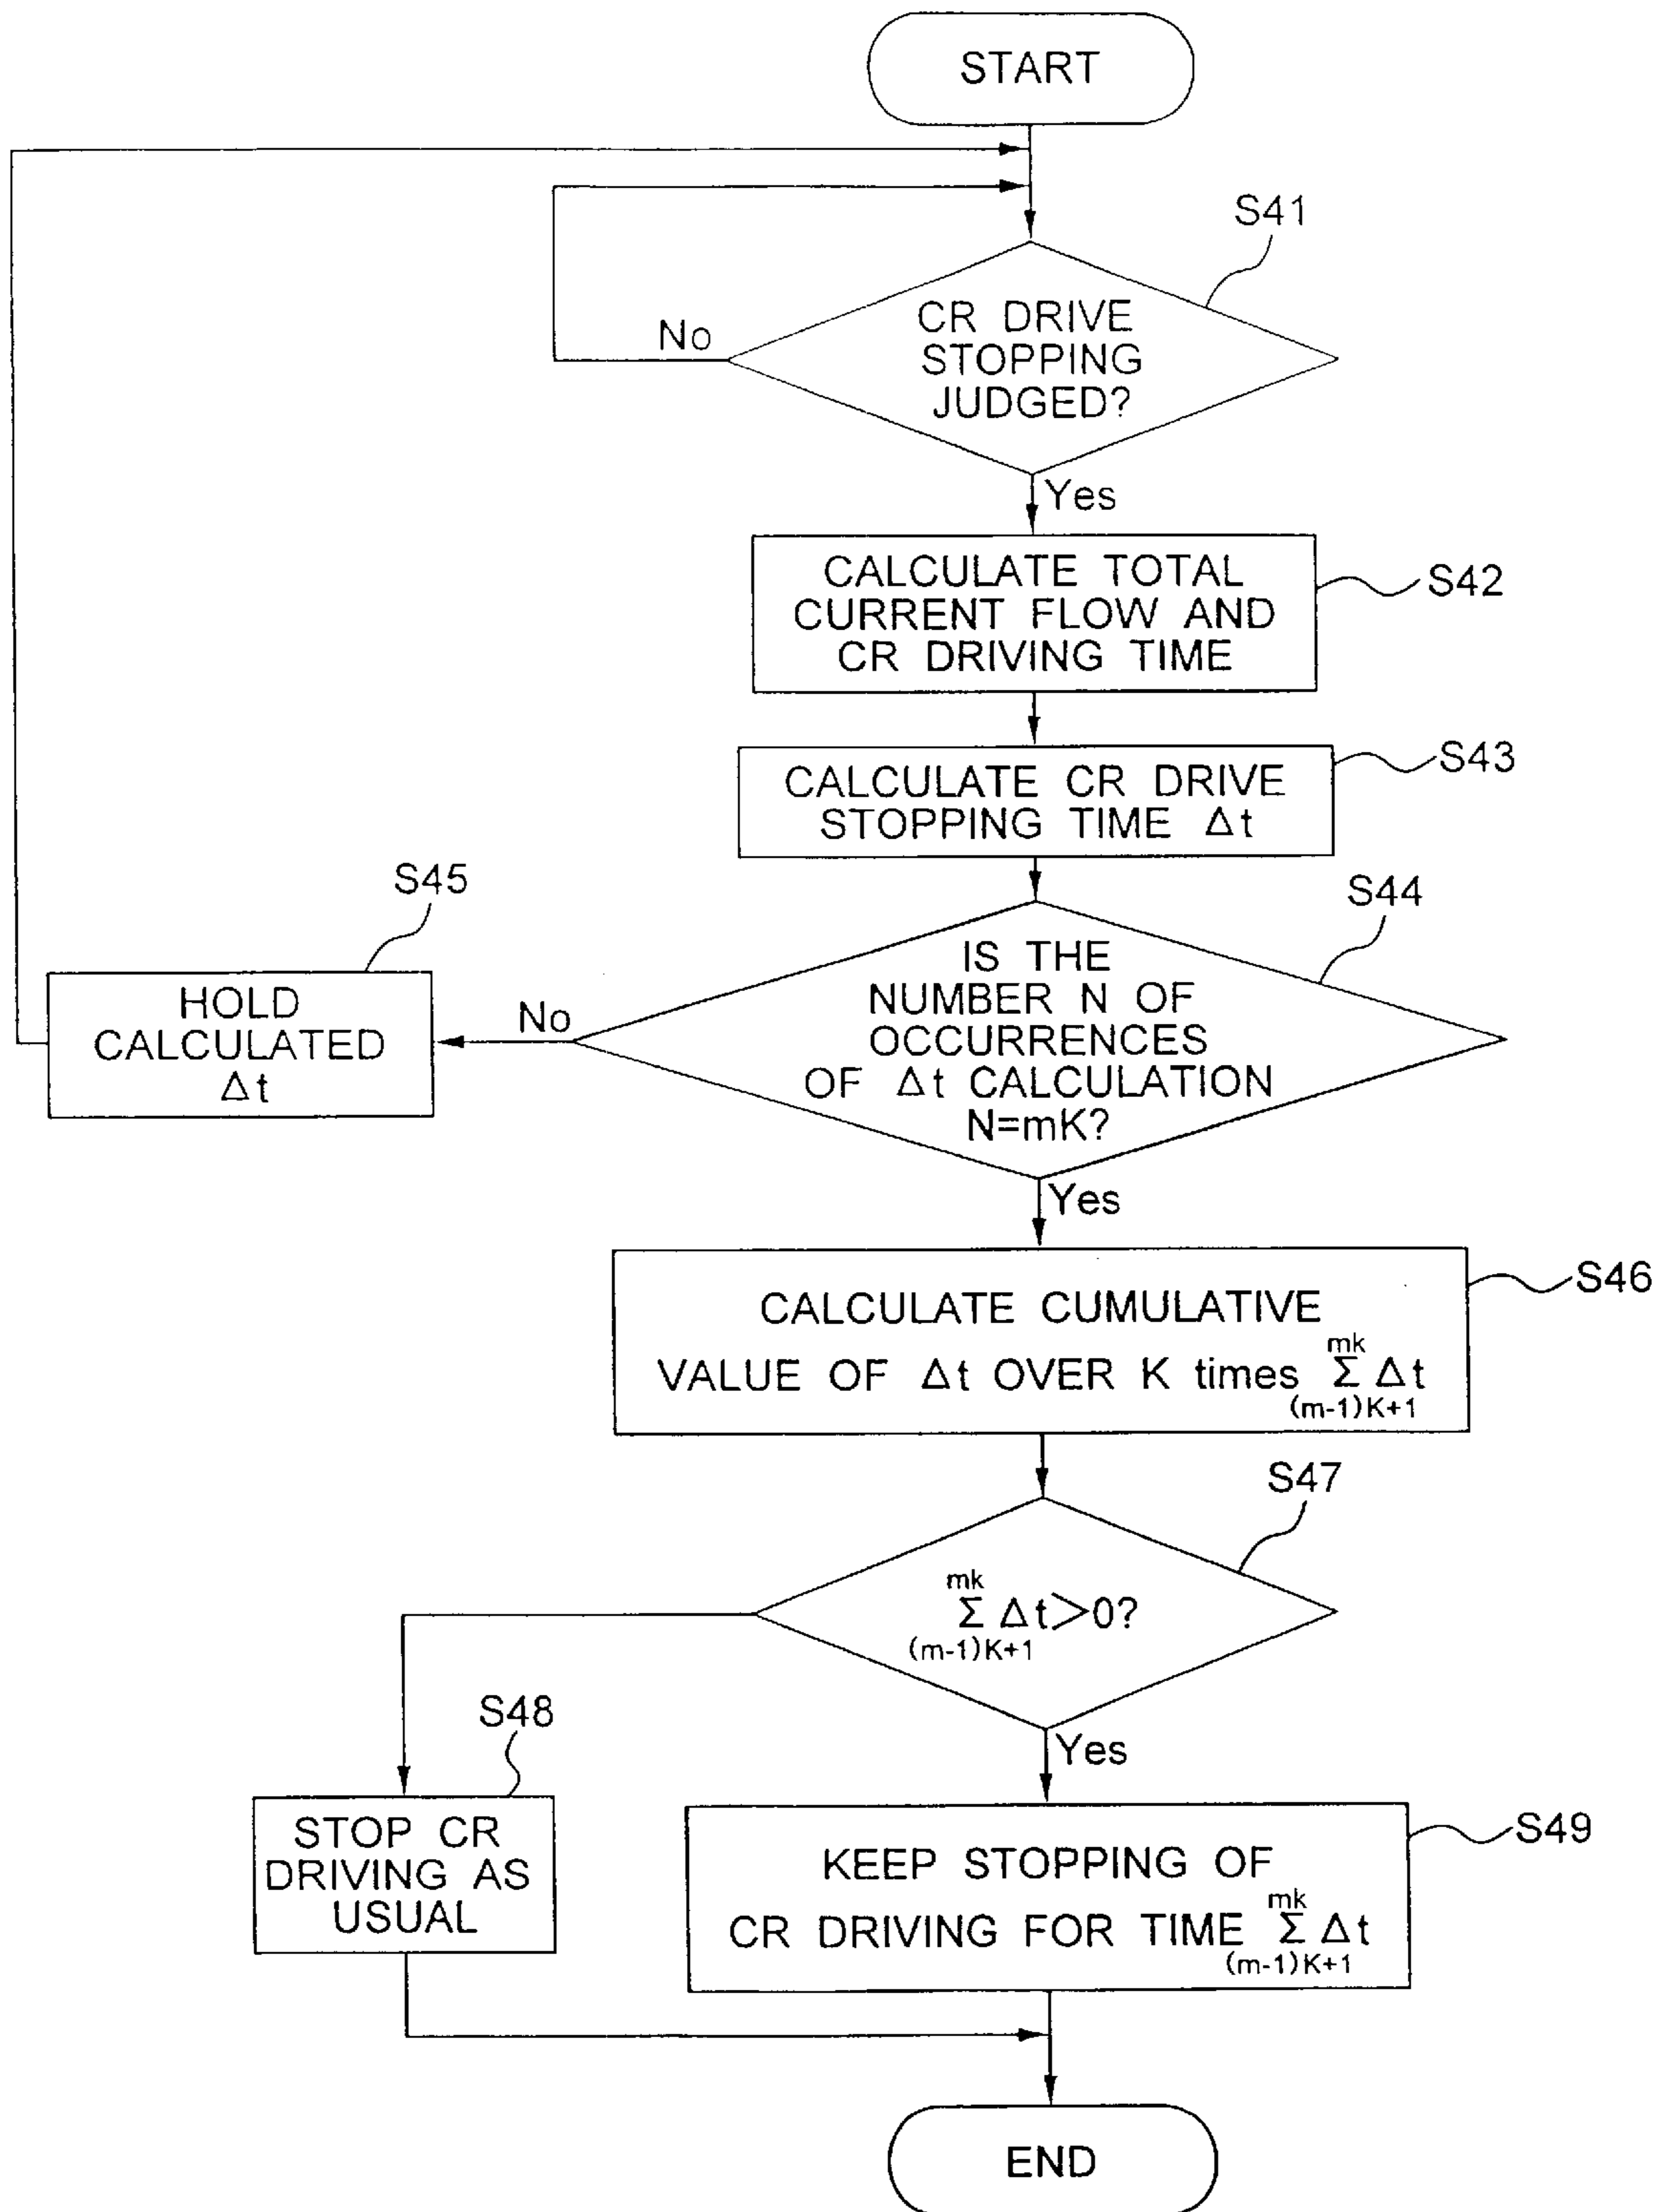 START
S41
CR DRIVE
STOPPING
JUDGED?
No
Yes
CALCULATE TOTAL
CURRENT FLOW AND
CR DRIVING TIME
S42
CALCULATE CR DRIVE
STOPPING TIME Δt
S43
S44
IS THE
NUMBER N OF
OCCURRENCES
OF Δt CALCULATION
N=mK?
No
S45
HOLD
CALCULATED
Δt
Yes
CALCULATE CUMULATIVE
mk
VALUE OF Δt OVER K times Σ Δt
(m-1)K+1
S46
S47
mk
Σ Δt>0?
(m-1)K+1
S48
STOP CR
DRIVING AS
USUAL
Yes
KEEP STOPPING OF
mk
CR DRIVING FOR TIME Σ Δt
(m-1)K+1
S49
END